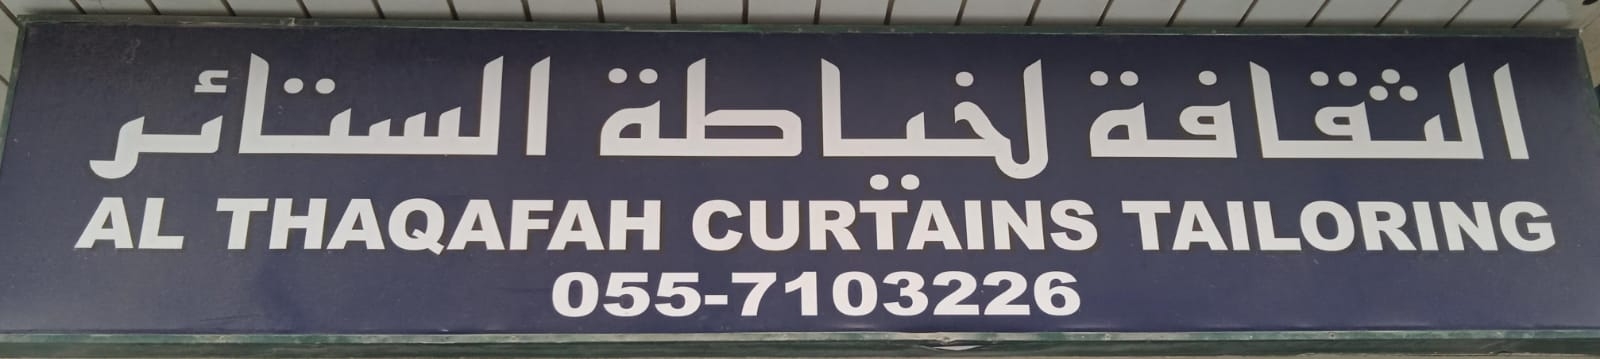 الثقافة لخياطة الستائر
AL THAQAFAH CURTAINS TAILORING
055-7103226